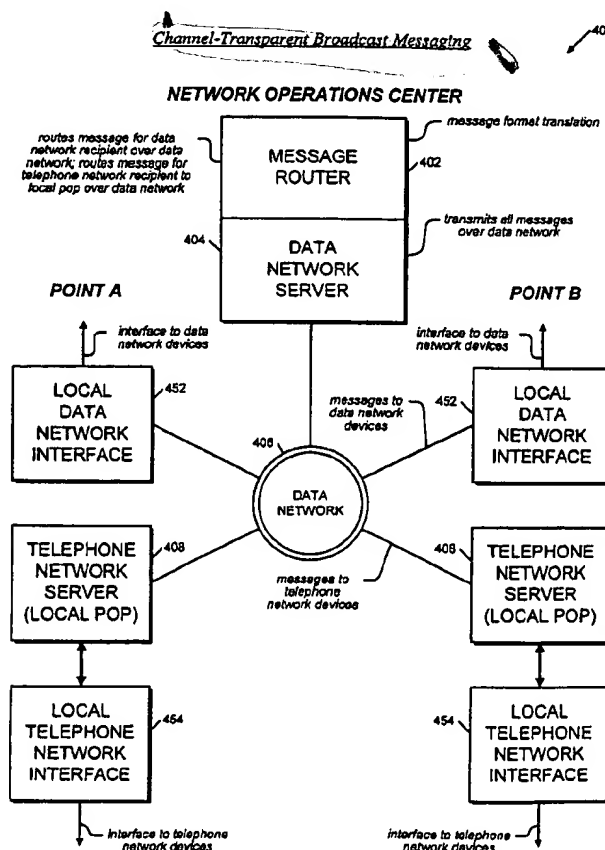 Channel-Transparent Broadcast Messaging
40
NETWORK OPERATIONS CENTER
routes message for data
network recipient over data
network; routes message for
telephone network recipient to
local pop over data network
message format translation
MESSAGE
ROUTER
402
404
DATA
NETWORK
SERVER
transmits all messages
over data network
POINT A
POINT B
interface to data
network devices
interface to data
network devices
LOCAL
DATA
NETWORK
INTERFACE
452
messages to
data network
devices
452
LOCAL
DATA
NETWORK
INTERFACE
406
DATA
NETWORK
TELEPHONE
NETWORK
SERVER
(LOCAL POP)
408
messages to
telephone
network devices
408
TELEPHONE
NETWORK
SERVER
(LOCAL POP)
LOCAL
TELEPHONE
NETWORK
INTERFACE
454
454
LOCAL
TELEPHONE
NETWORK
INTERFACE
interface to telephone
network devices
interface to telephone
network devices